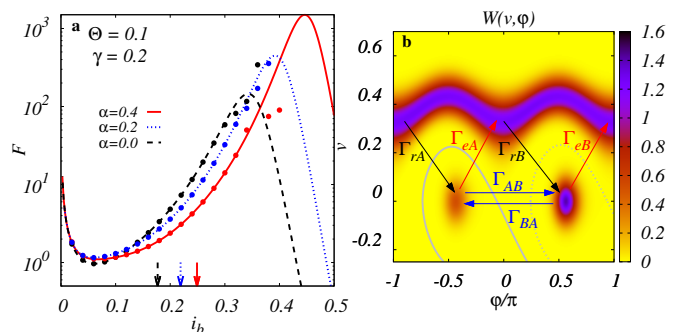 a
Θ = 0.1
γ = 0.2
α=0.4
α=0.2
α=0.0
F
10³
10²
10¹
10⁰
0
0.1
0.2
0.3
0.4
0.5
i_b
W(v,φ)
b
v
0.6
0.4
0.2
0
-0.2
-1
-0.5
0
0.5
1
φ/π
Γ_rA
Γ_eA
Γ_rB
Γ_eB
Γ_AB
Γ_BA
1.6
1.4
1.2
1
0.8
0.6
0.4
0.2
0